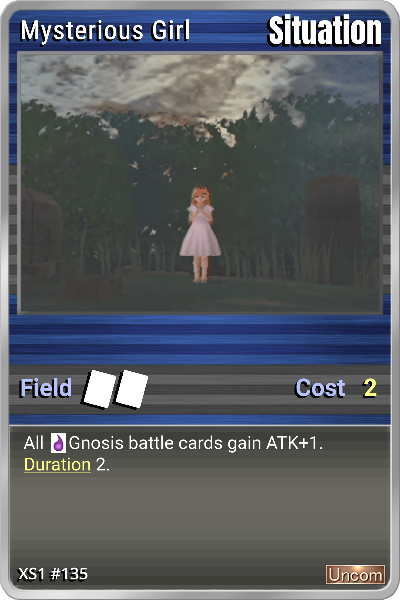 Mysterious Girl
Situation
Field
Cost 2
All Gnosis battle cards gain ATK+1.
Duration 2.
XS1 #135
Uncom